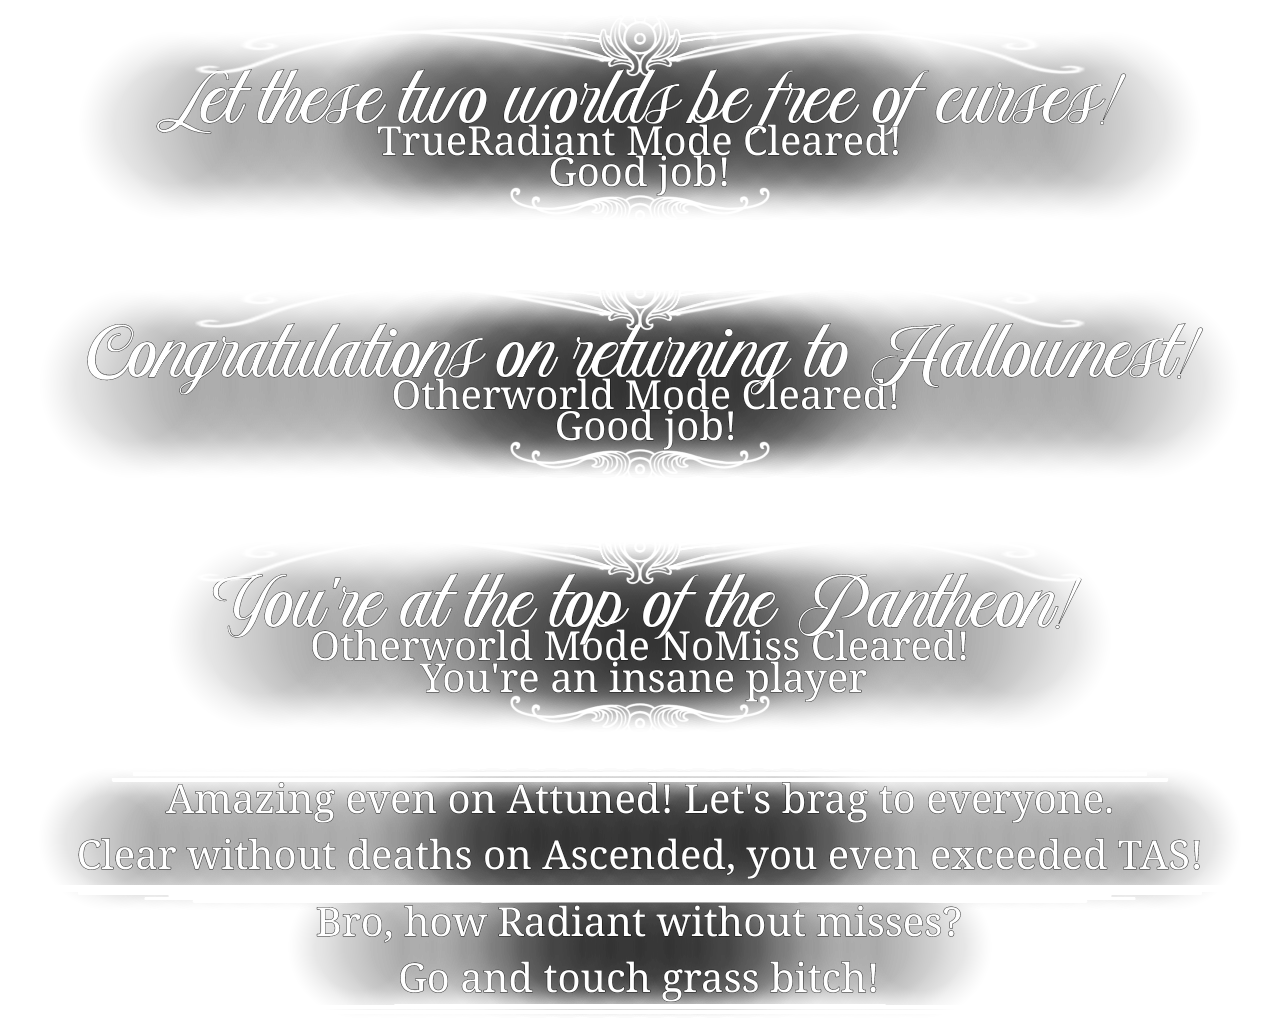 Let these two worlds be free of curses!
TrueRadiant Mode Cleared!
Good job!
Congratulations on returning to Hallownest!
Otherworld Mode Cleared!
Good job!
You're at the top of the Pantheon!
Otherworld Mode NoMiss Cleared!
You're an insane player
Amazing even on Attuned! Let's brag to everyone.
Clear without deaths on Ascended, you even exceeded TAS!
Bro, how Radiant without misses?
Go and touch grass bitch!